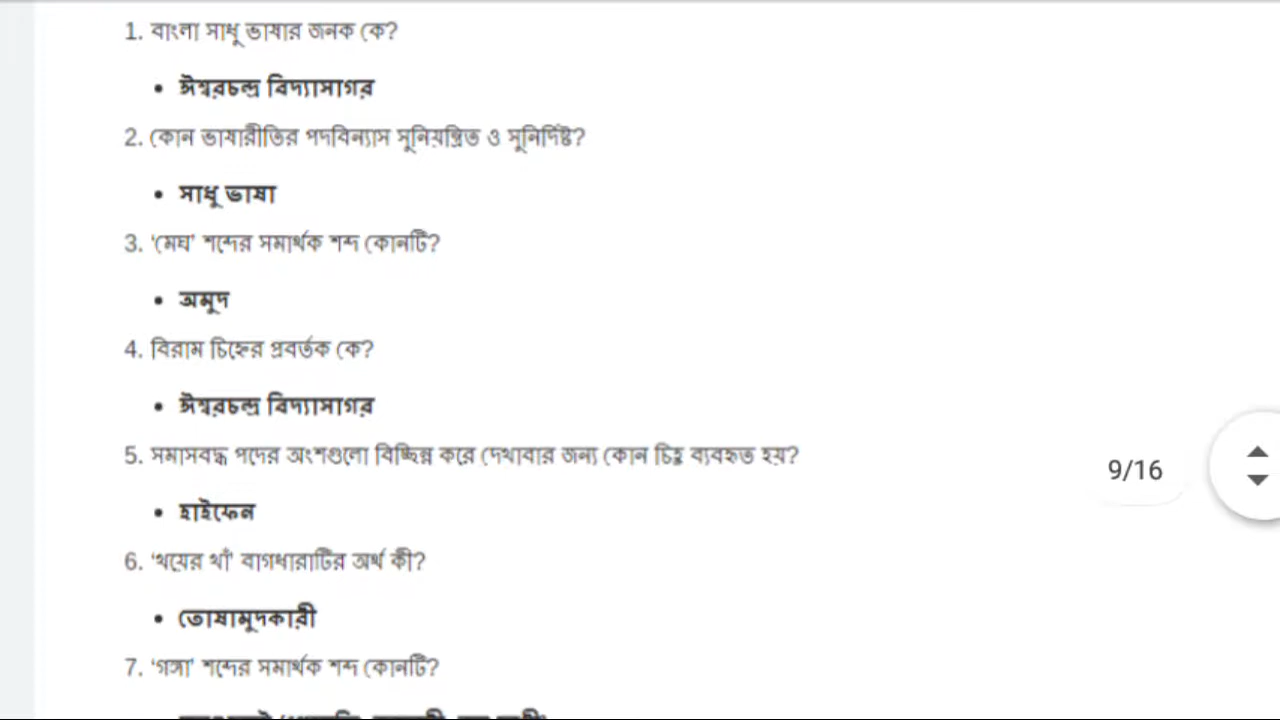 1. বাংলা সাধু ভাষার জনক কে?
• ঈশ্বরচন্দ্র বিদ্যাসাগর
2. কোন ভাষারীতির পদবিন্যাস সুনিয়ন্ত্রিত ও সুনির্দিষ্ট?
• সাধু ভাষা
3. ‘মেঘ’ শব্দের সমার্থক শব্দ কোনটি?
• অমুদ
4. বিরাম চিহ্নের প্রবর্তক কে?
• ঈশ্বরচন্দ্র বিদ্যাসাগর
5. সমাসবদ্ধ পদের অংশগুলো বিচ্ছিন্ন করে দেখাবার জন্য কোন চিহ্ন ব্যবহৃত হয়?
• হাইফেন
9/16
6. ‘খয়ের খাঁ’ বাগধারাটির অর্থ কী?
• তোষামুদকারী
7. ‘গঙ্গা’ শব্দের সমার্থক শব্দ কোনটি?